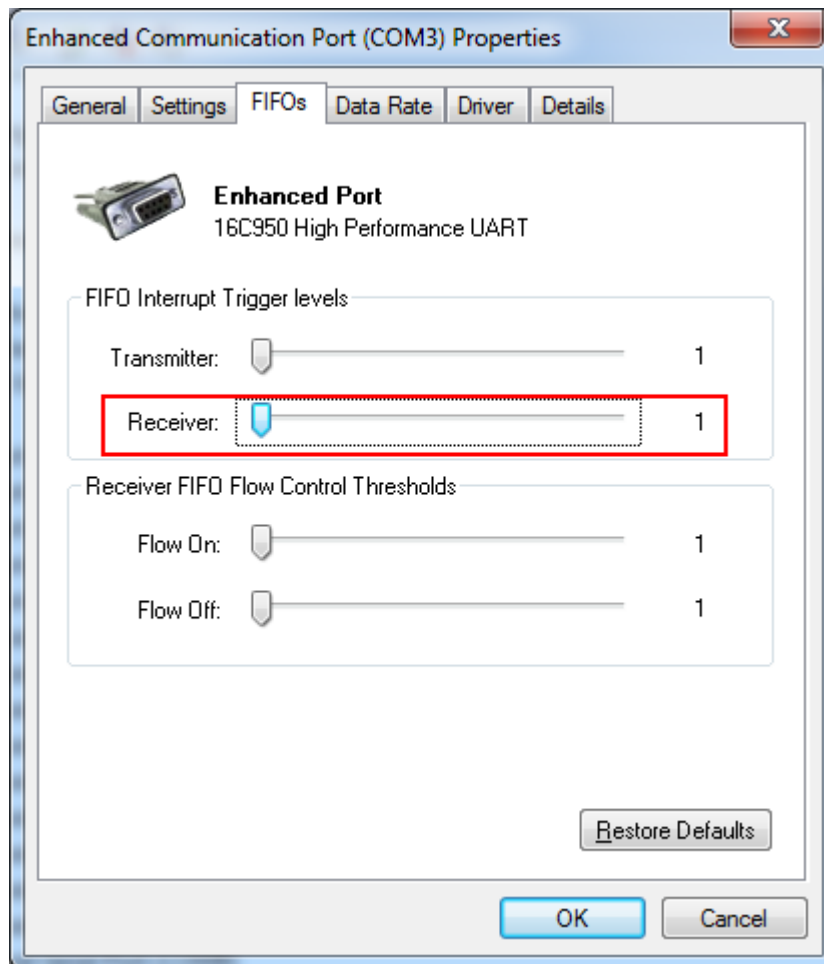 Enhanced Communication Port (COM3) Properties
General Settings FIFOs Data Rate Driver Details
Enhanced Port
16C950 High Performance UART
FIFO Interrupt Trigger levels
Transmitter: 1
Receiver: 1
Receiver FIFO Flow Control Thresholds
Flow On: 1
Flow Off: 1
Restore Defaults
OK Cancel